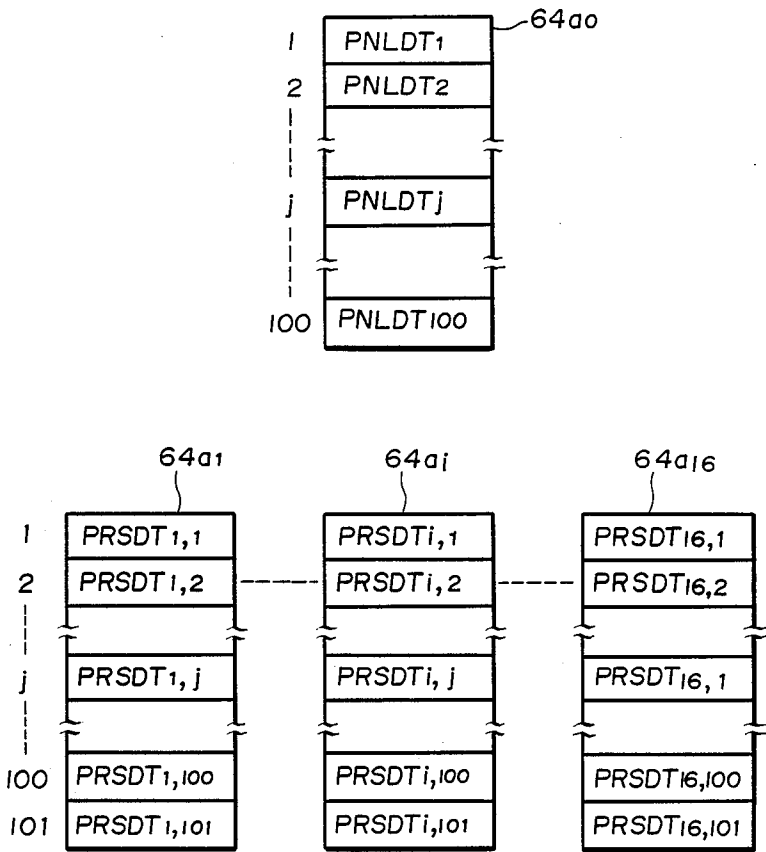 64a0
1 PNLDT1
2 PNLDT2
j PNLDTj
100 PNLDT100
64a1 64ai 64a16
1 PRSDT1,1 PRSDTi,1 PRSDT16,1
2 PRSDT1,2 PRSDTi,2 PRSDT16,2
j PRSDT1,j PRSDTi,j PRSDT16,1
100 PRSDT1,100 PRSDTi,100 PRSDT16,100
101 PRSDT1,101 PRSDTi,101 PRSDT16,101